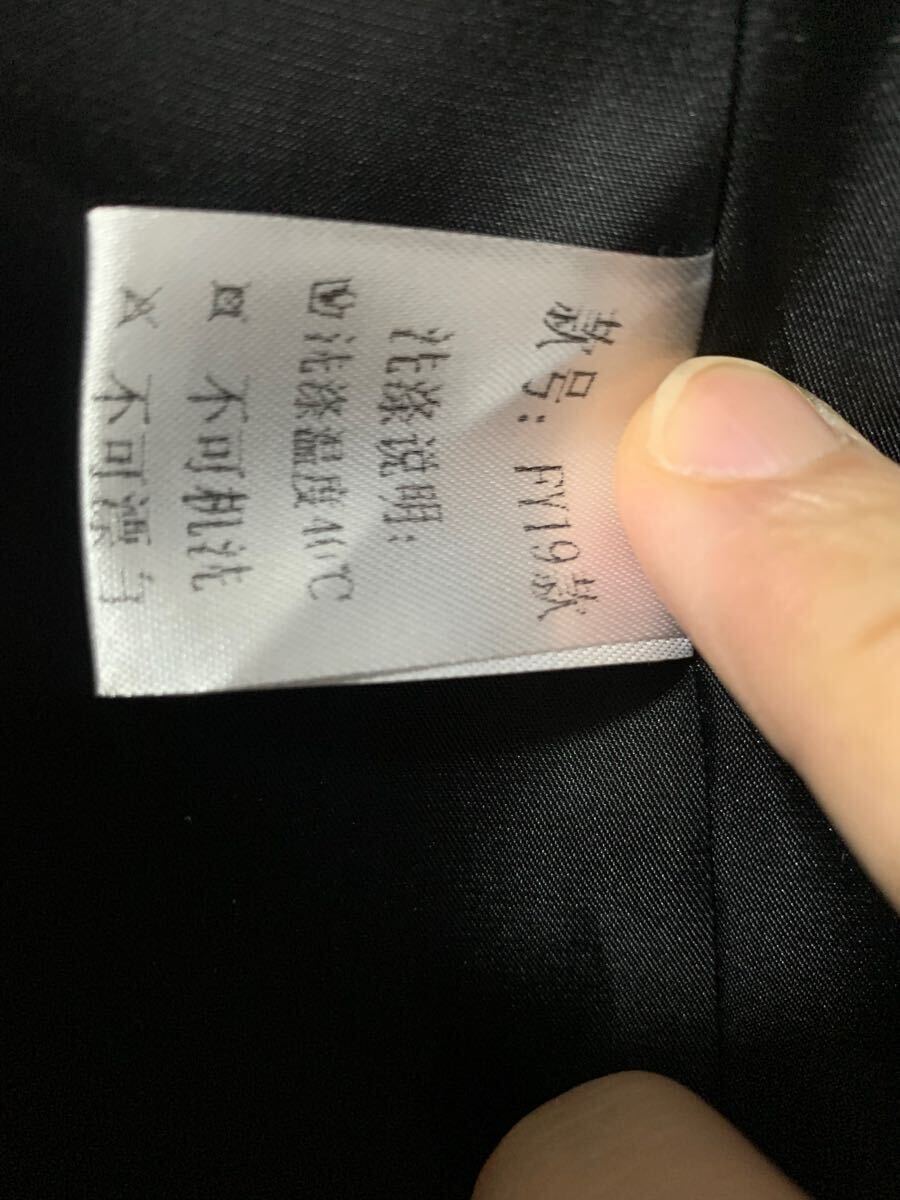 款号: FY19款
洗涤说明:
洗涤温度40℃
不可机洗
不可漂白